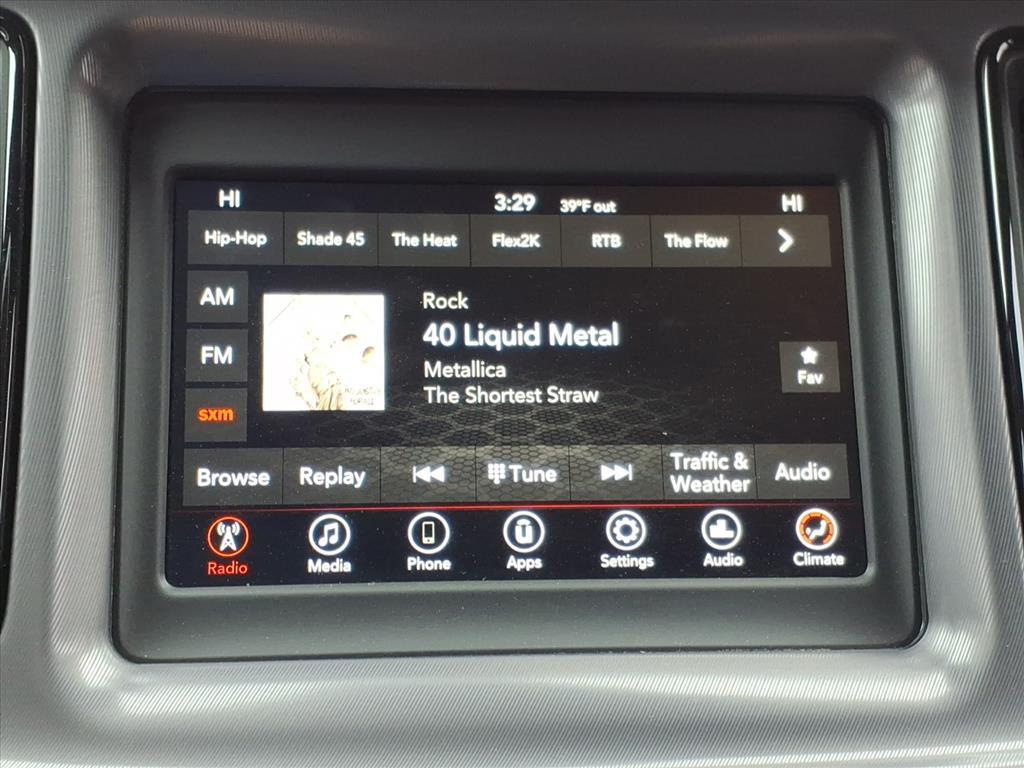 HI 3:29 39°F out HI
Hip-Hop Shade 45 The Heat Flex2K RTB The Flow
AM
FM
sxm
Rock
40 Liquid Metal
Metallica
The Shortest Straw
Fav
Browse Replay Tune Traffic & Weather Audio
Radio Media Phone Apps Settings Audio Climate